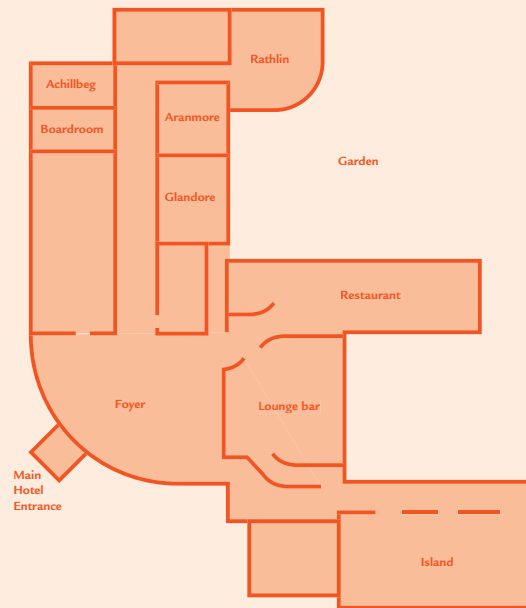 Rathlin
Achillbeg
Aranmore
Boardroom
Garden
Glandore
Restaurant
Foyer
Lounge bar
Main
Hotel
Entrance
Island